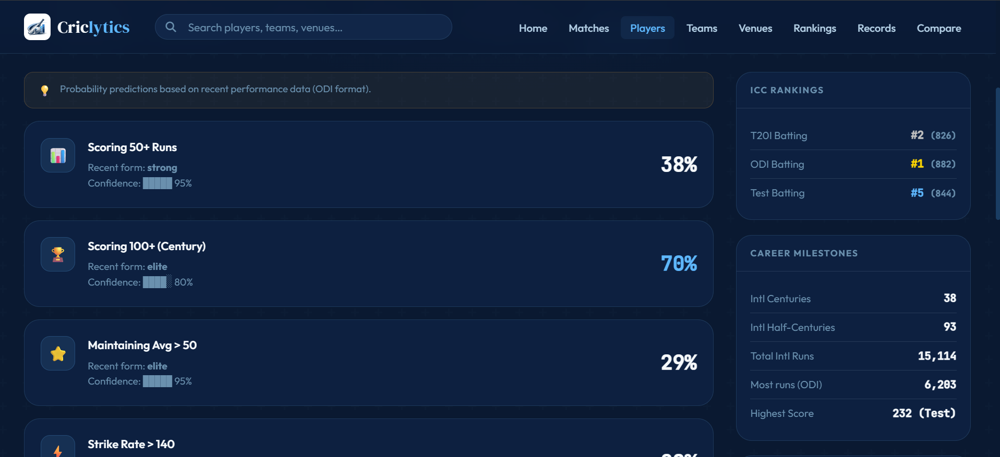 Criclytics
Search players, teams, venues...
Home
Matches
Players
Teams
Venues
Rankings
Records
Compare
Probability predictions based on recent performance data (ODI format).
Scoring 50+ Runs
Recent form: strong
Confidence: █████ 95%
38%
Scoring 100+ (Century)
Recent form: elite
Confidence: ████░ 80%
70%
Maintaining Avg > 50
Recent form: elite
Confidence: █████ 95%
29%
Strike Rate > 140
ICC RANKINGS
T20I Batting #2 (826)
ODI Batting #1 (882)
Test Batting #5 (844)
CAREER MILESTONES
Intl Centuries 38
Intl Half-Centuries 93
Total Intl Runs 15,114
Most runs (ODI) 6,203
Highest Score 232 (Test)